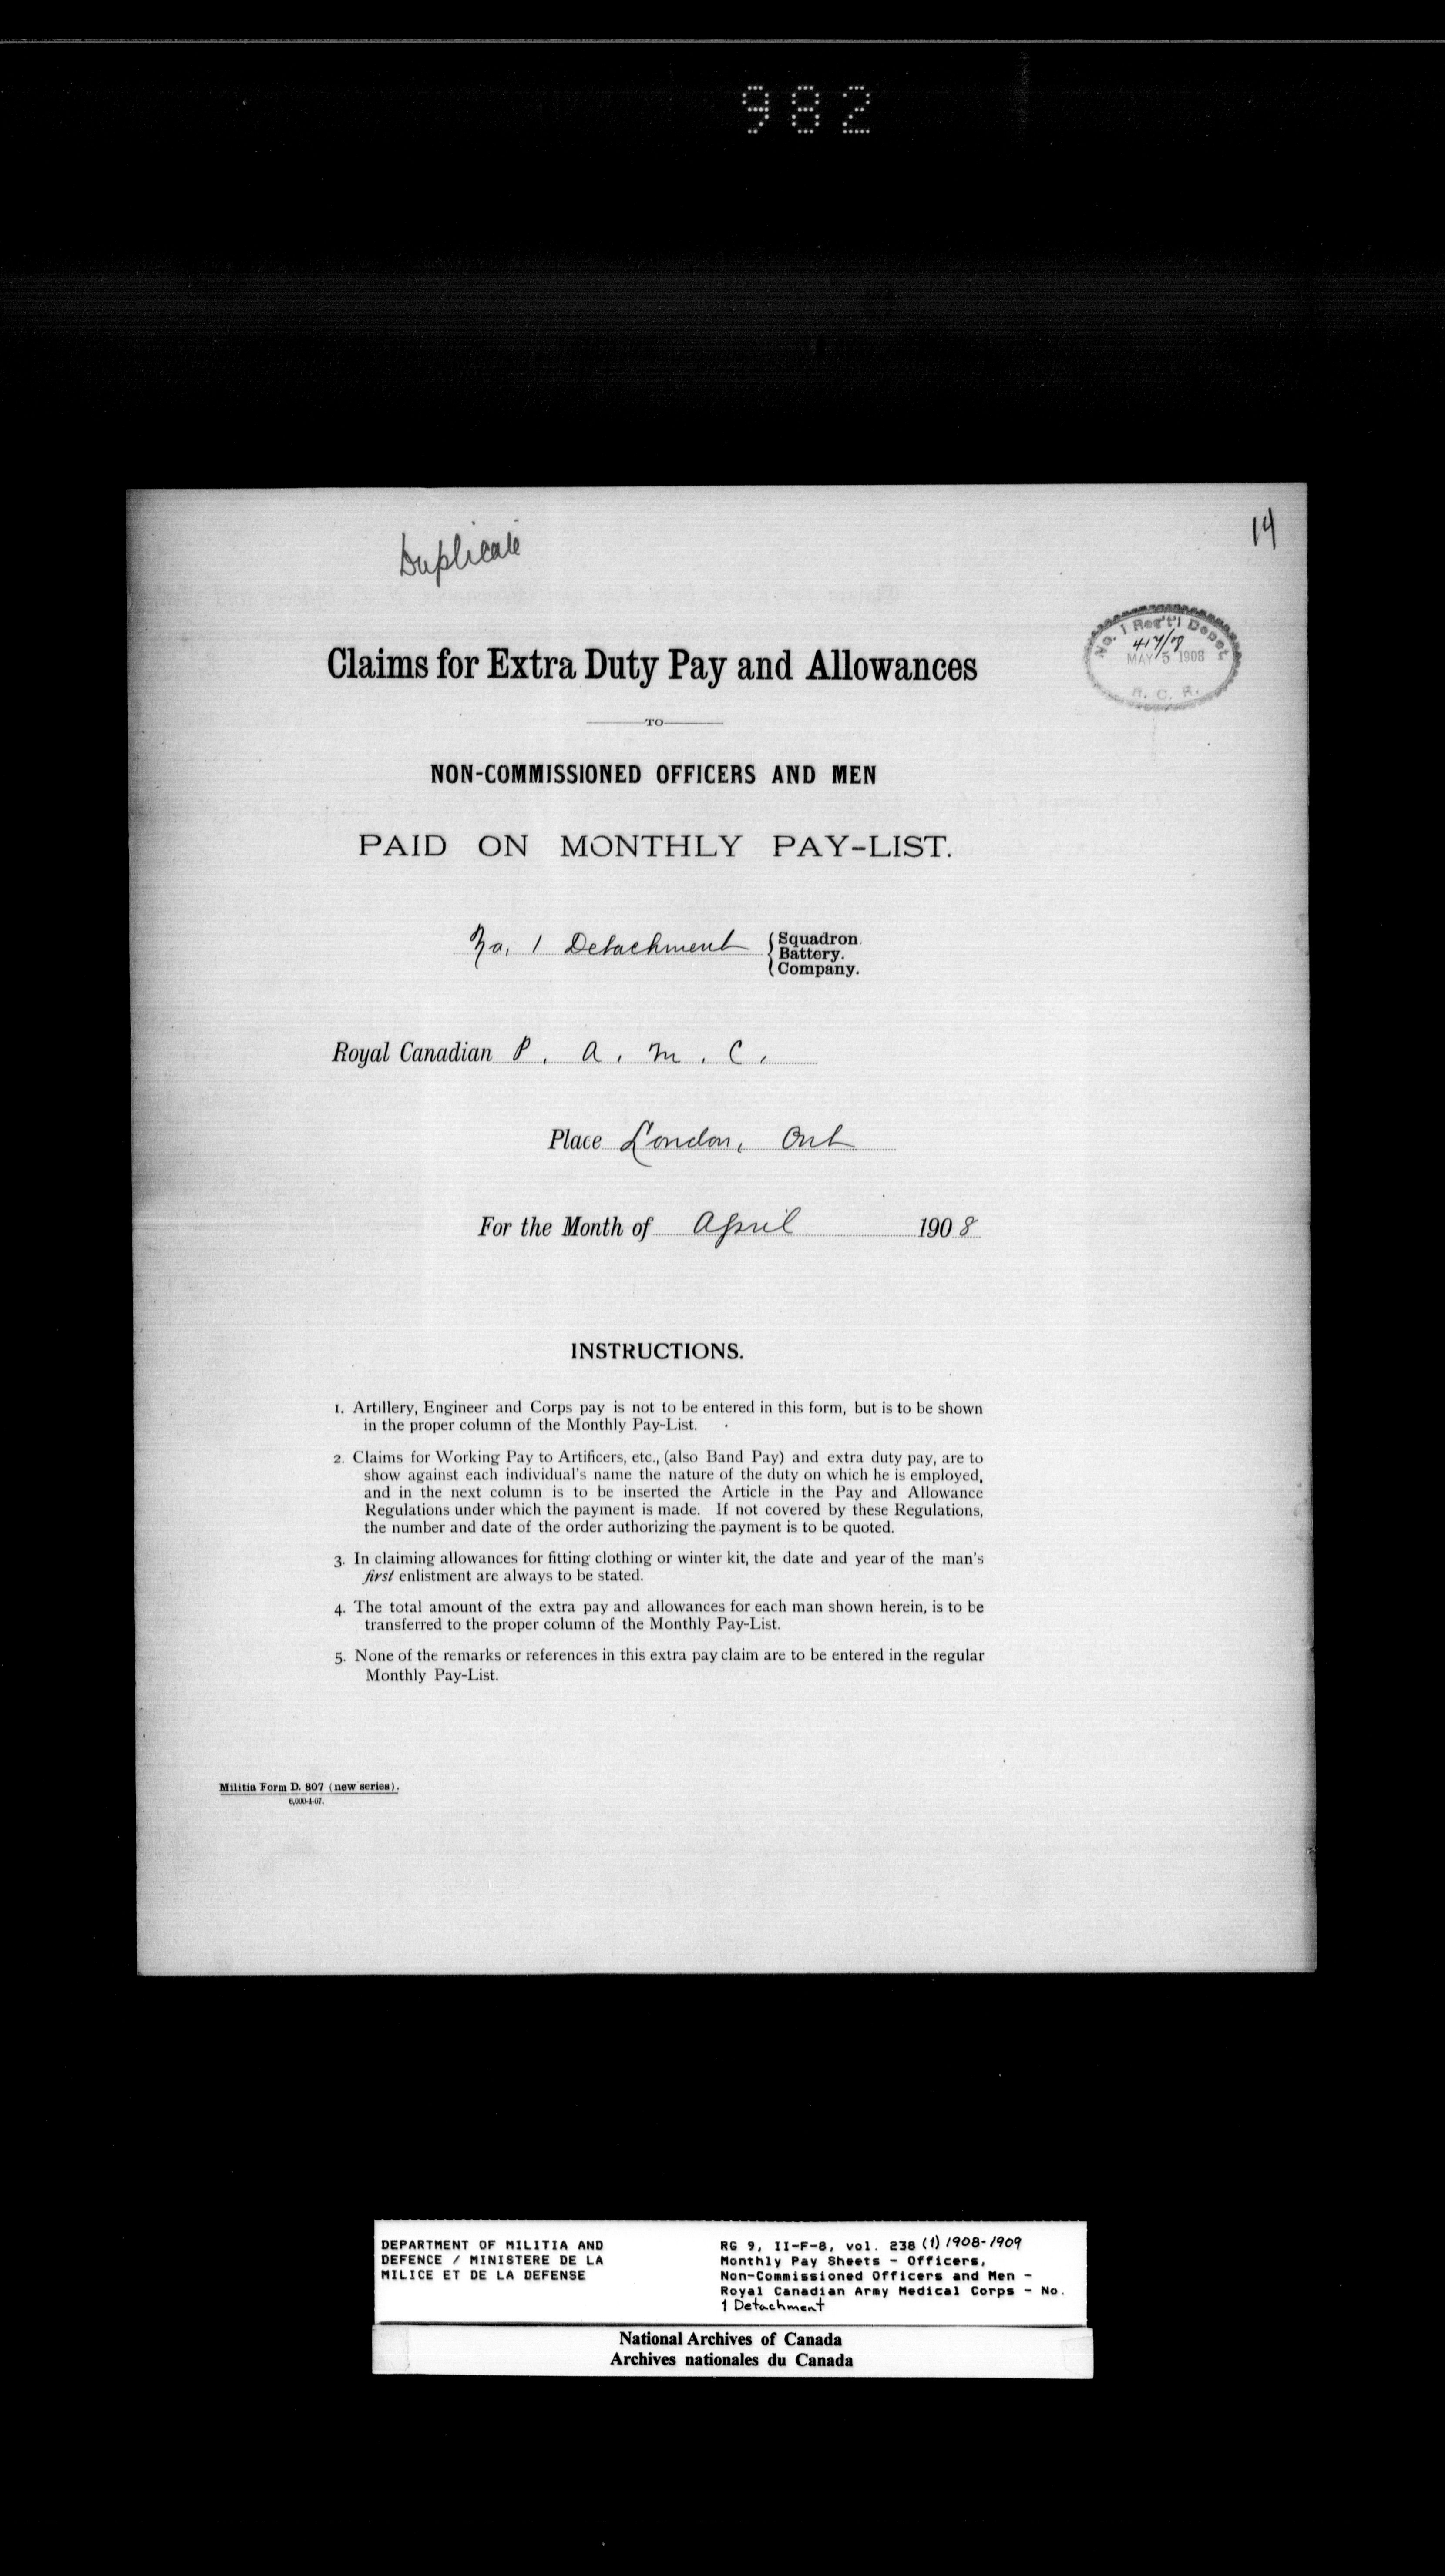 982
Duplicate
14
No. 1 Reg't'l Depot
MAY 5 1908
R. C. R.
Claims for Extra Duty Pay and Allowances
TO
NON-COMMISSIONED OFFICERS AND MEN
PAID ON MONTHLY PAY-LIST.
No. 1 Detachment { Squadron.
Battery.
Company.
Royal Canadian P. A. M. C.
Place London, Ont
For the Month of April 1908
INSTRUCTIONS.
1. Artillery, Engineer and Corps pay is not to be entered in this form, but is to be shown
in the proper column of the Monthly Pay-List.
2. Claims for Working Pay to Artificers, etc., (also Band Pay) and extra duty pay, are to
show against each individual's name the nature of the duty on which he is employed,
and in the next column is to be inserted the Article in the Pay and Allowance
Regulations under which the payment is made. If not covered by these Regulations,
the number and date of the order authorizing the payment is to be quoted.
3. In claiming allowances for fitting clothing or winter kit, the date and year of the man's
first enlistment are always to be stated.
4. The total amount of the extra pay and allowances for each man shown herein, is to be
transferred to the proper column of the Monthly Pay-List.
5. None of the remarks or references in this extra pay claim are to be entered in the regular
Monthly Pay-List.
Militia Form D. 807 (new series).
6,000-4-07.
DEPARTMENT OF MILITIA AND
DEFENCE / MINISTERE DE LA
MILICE ET DE LA DEFENSE
RG 9, II-F-8, vol. 238 (1) 1908-1909
Monthly Pay Sheets - Officers,
Non-Commissioned Officers and Men -
Royal Canadian Army Medical Corps - No.
1 Detachment
National Archives of Canada
Archives nationales du Canada